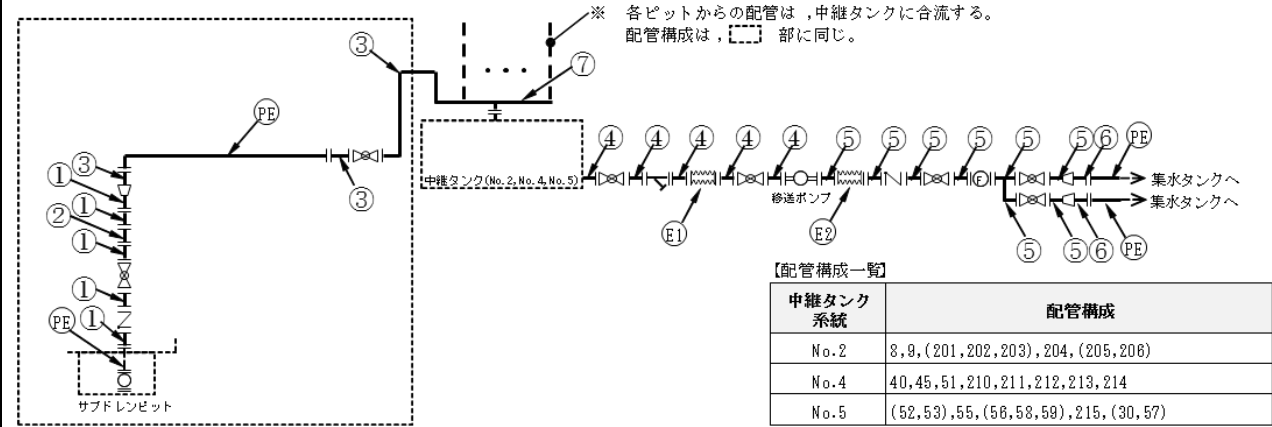 ※ 各ピットからの配管は,中継タンクに合流する。
配管構成は, 部に同じ。
③
⑦
PE
③
①
①
②
①
①
PE
①
サブドレンピット
③
中継タンク(No.2,No.4,No.5)
④ ④ ④ ④ ④ ⑤ ⑤ ⑤ ⑤ ⑤ ⑤ ⑥ PE
F
移送ポンプ
集水タンクへ
集水タンクへ
E1 E2 ⑤ ⑤ ⑥ PE
【配管構成一覧】
中継タンク系統 配管構成
No.2 8,9,(201,202,203),204,(205,206)
No.4 40,45,51,210,211,212,213,214
No.5 (52,53),55,(56,58,59),215,(30,57)